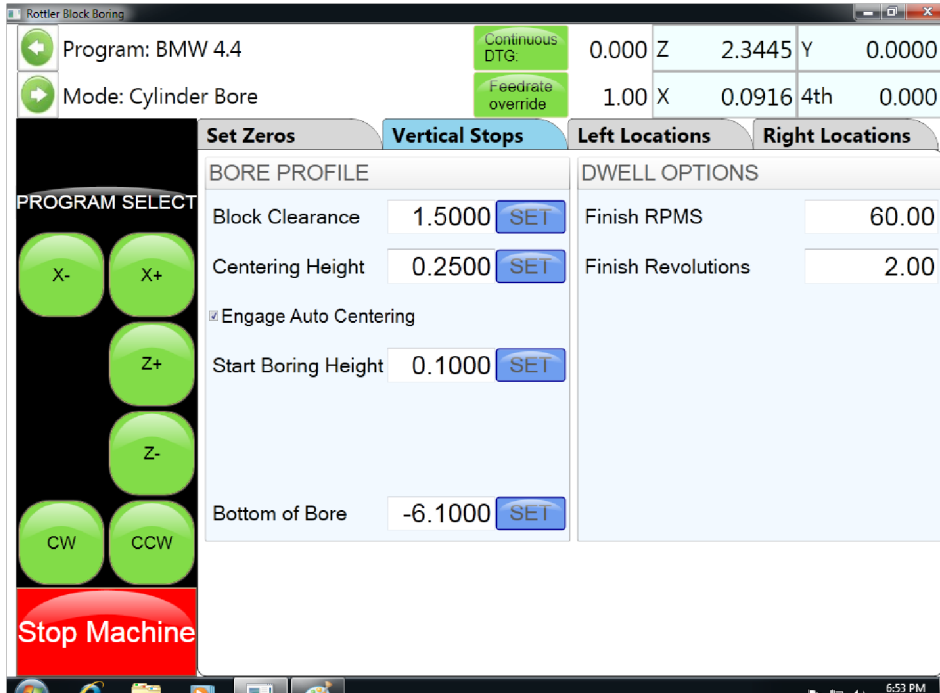 Rottler Block Boring
Program: BMW 4.4
Continuous DTG:
0.000 Z 2.3445 Y 0.0000
Mode: Cylinder Bore
Feedrate override
1.00 X 0.0916 4th 0.000
Set Zeros Vertical Stops Left Locations Right Locations
PROGRAM SELECT
X- X+
Z+
Z-
CW CCW
Stop Machine
BORE PROFILE
Block Clearance 1.5000 SET
Centering Height 0.2500 SET
Engage Auto Centering
Start Boring Height 0.1000 SET
Bottom of Bore -6.1000 SET
DWELL OPTIONS
Finish RPMS 60.00
Finish Revolutions 2.00
6:53 PM